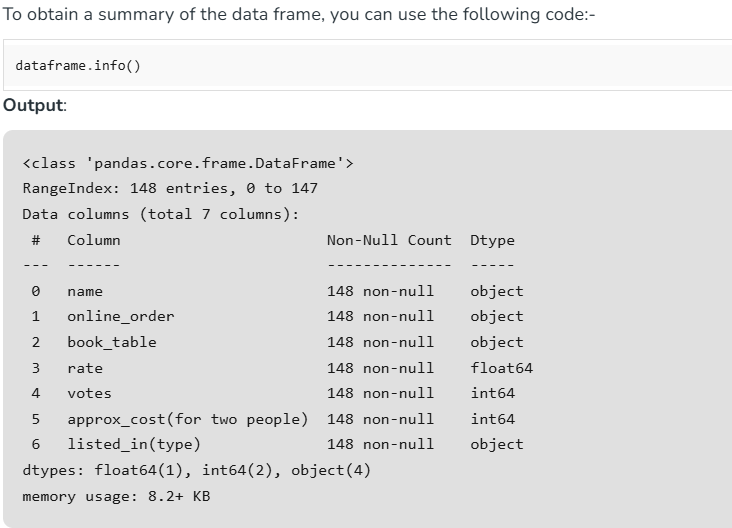 To obtain a summary of the data frame, you can use the following code:-
dataframe.info()
Output:
<class 'pandas.core.frame.DataFrame'>
RangeIndex: 148 entries, 0 to 147
Data columns (total 7 columns):
 #   Column                       Non-Null Count  Dtype
---  ------                       --------------  -----
 0   name                         148 non-null    object
 1   online_order                 148 non-null    object
 2   book_table                   148 non-null    object
 3   rate                         148 non-null    float64
 4   votes                        148 non-null    int64
 5   approx_cost(for two people)  148 non-null    int64
 6   listed_in(type)              148 non-null    object
dtypes: float64(1), int64(2), object(4)
memory usage: 8.2+ KB